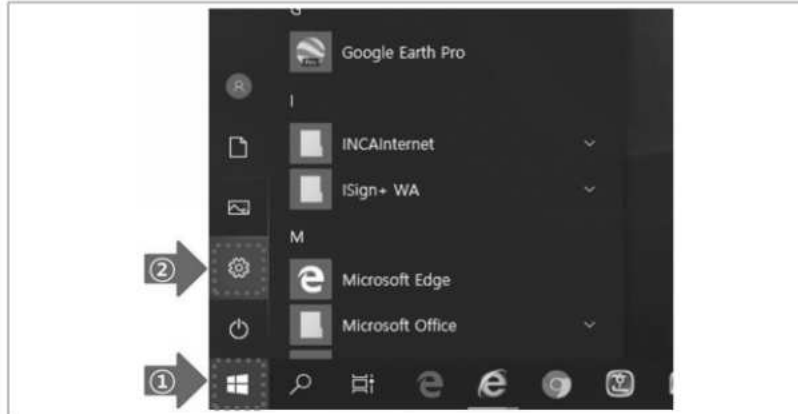 Google Earth Pro
I
INCAInternet
ISign+ WA
M
② Microsoft Edge
Microsoft Office
①